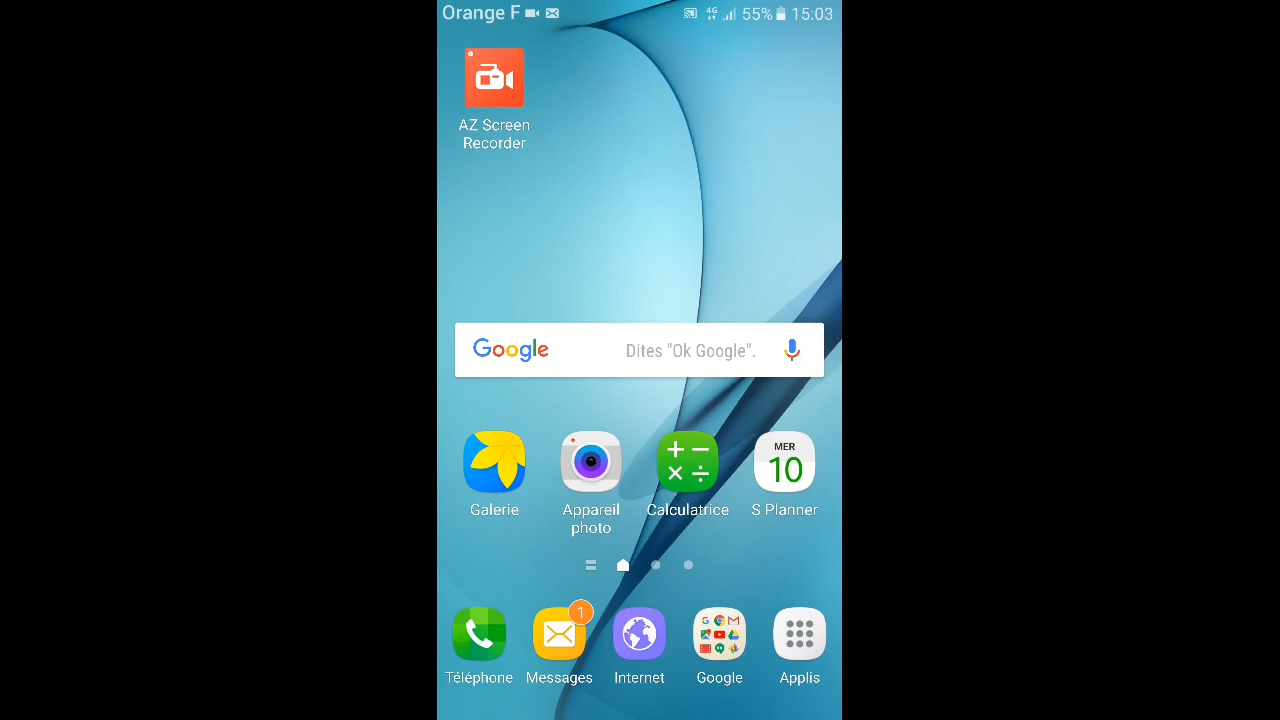 Orange F 4G 55% 15:03
AZ Screen
Recorder
Google Dites "Ok Google".
MER
10
Galerie
Appareil
photo
Calculatrice
S Planner
1
Téléphone
Messages
Internet
Google
Applis